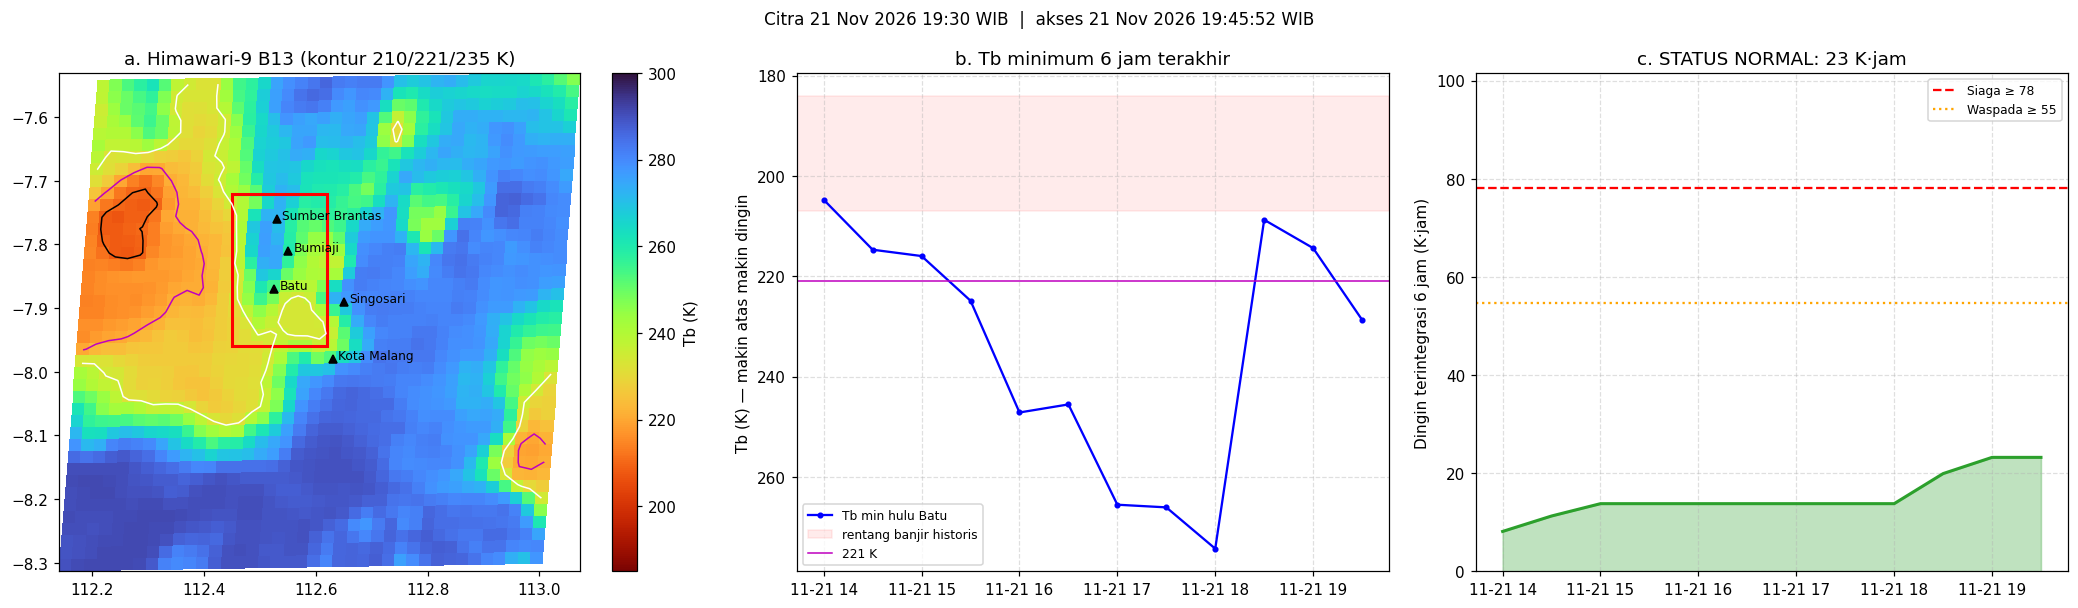 Citra 21 Nov 2026 19:30 WIB | akses 21 Nov 2026 19:45:52 WIB
a. Himawari-9 B13 (kontur 210/221/235 K)
−7.6
−7.7
−7.8
−7.9
−8.0
−8.1
−8.2
−8.3
112.2
112.4
112.6
112.8
113.0
Sumber Brantas
Bumiaji
Batu
Singosari
Kota Malang
300
280
260
240
220
200
Tb (K)
b. Tb minimum 6 jam terakhir
Tb (K) — makin atas makin dingin
180
200
220
240
260
Tb min hulu Batu
rentang banjir historis
221 K
11-21 14
11-21 15
11-21 16
11-21 17
11-21 18
11-21 19
c. STATUS NORMAL: 23 K·jam
Dingin terintegrasi 6 jam (K·jam)
100
80
60
40
20
0
Siaga ≥ 78
Waspada ≥ 55
11-21 14
11-21 15
11-21 16
11-21 17
11-21 18
11-21 19